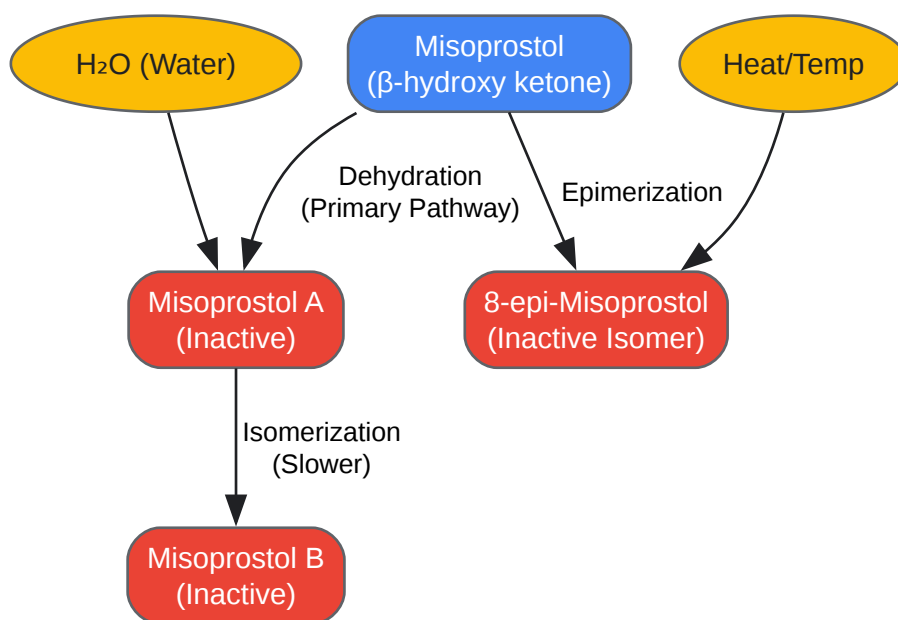 H₂O (Water)
Misoprostol
(β-hydroxy ketone)
Heat/Temp
Dehydration
(Primary Pathway)
Epimerization
Misoprostol A
(Inactive)
8-epi-Misoprostol
(Inactive Isomer)
Isomerization
(Slower)
Misoprostol B
(Inactive)